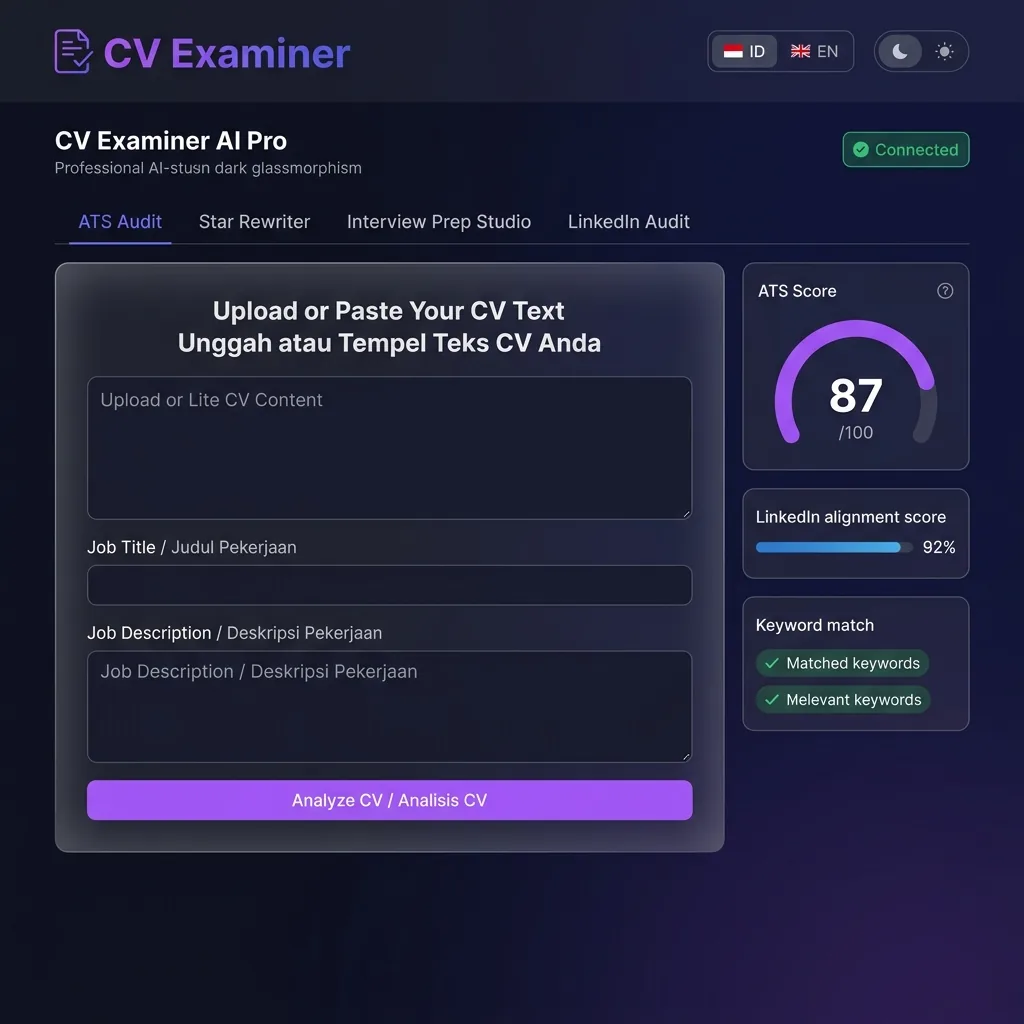 CV Examiner
ID
EN
CV Examiner AI Pro
Professional AI-stusn dark glassmorphism
Connected
ATS Audit
Star Rewriter
Interview Prep Studio
LinkedIn Audit
Upload or Paste Your CV Text
Unggah atau Tempel Teks CV Anda
Upload or Lite CV Content
Job Title / Judul Pekerjaan
Job Description / Deskripsi Pekerjaan
Job Description / Deskripsi Pekerjaan
Analyze CV / Analisis CV
ATS Score
?
87
/100
LinkedIn alignment score
92%
Keyword match
Matched keywords
Melevant keywords